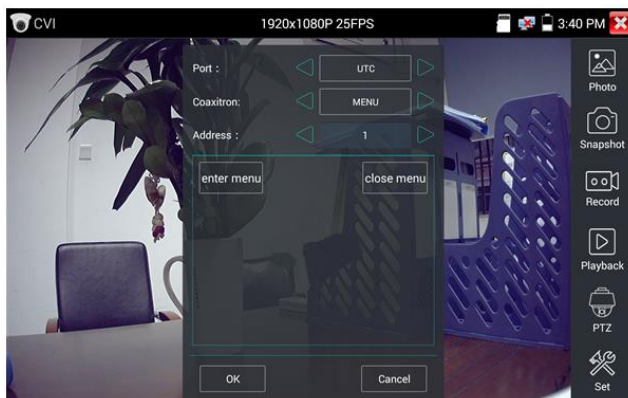 CVI 1920x1080P 25FPS 3:40 PM
Port : UTC
Coaxitron: MENU
Address : 1
enter menu close menu
OK Cancel
Photo
Snapshot
Record
Playback
PTZ
Set